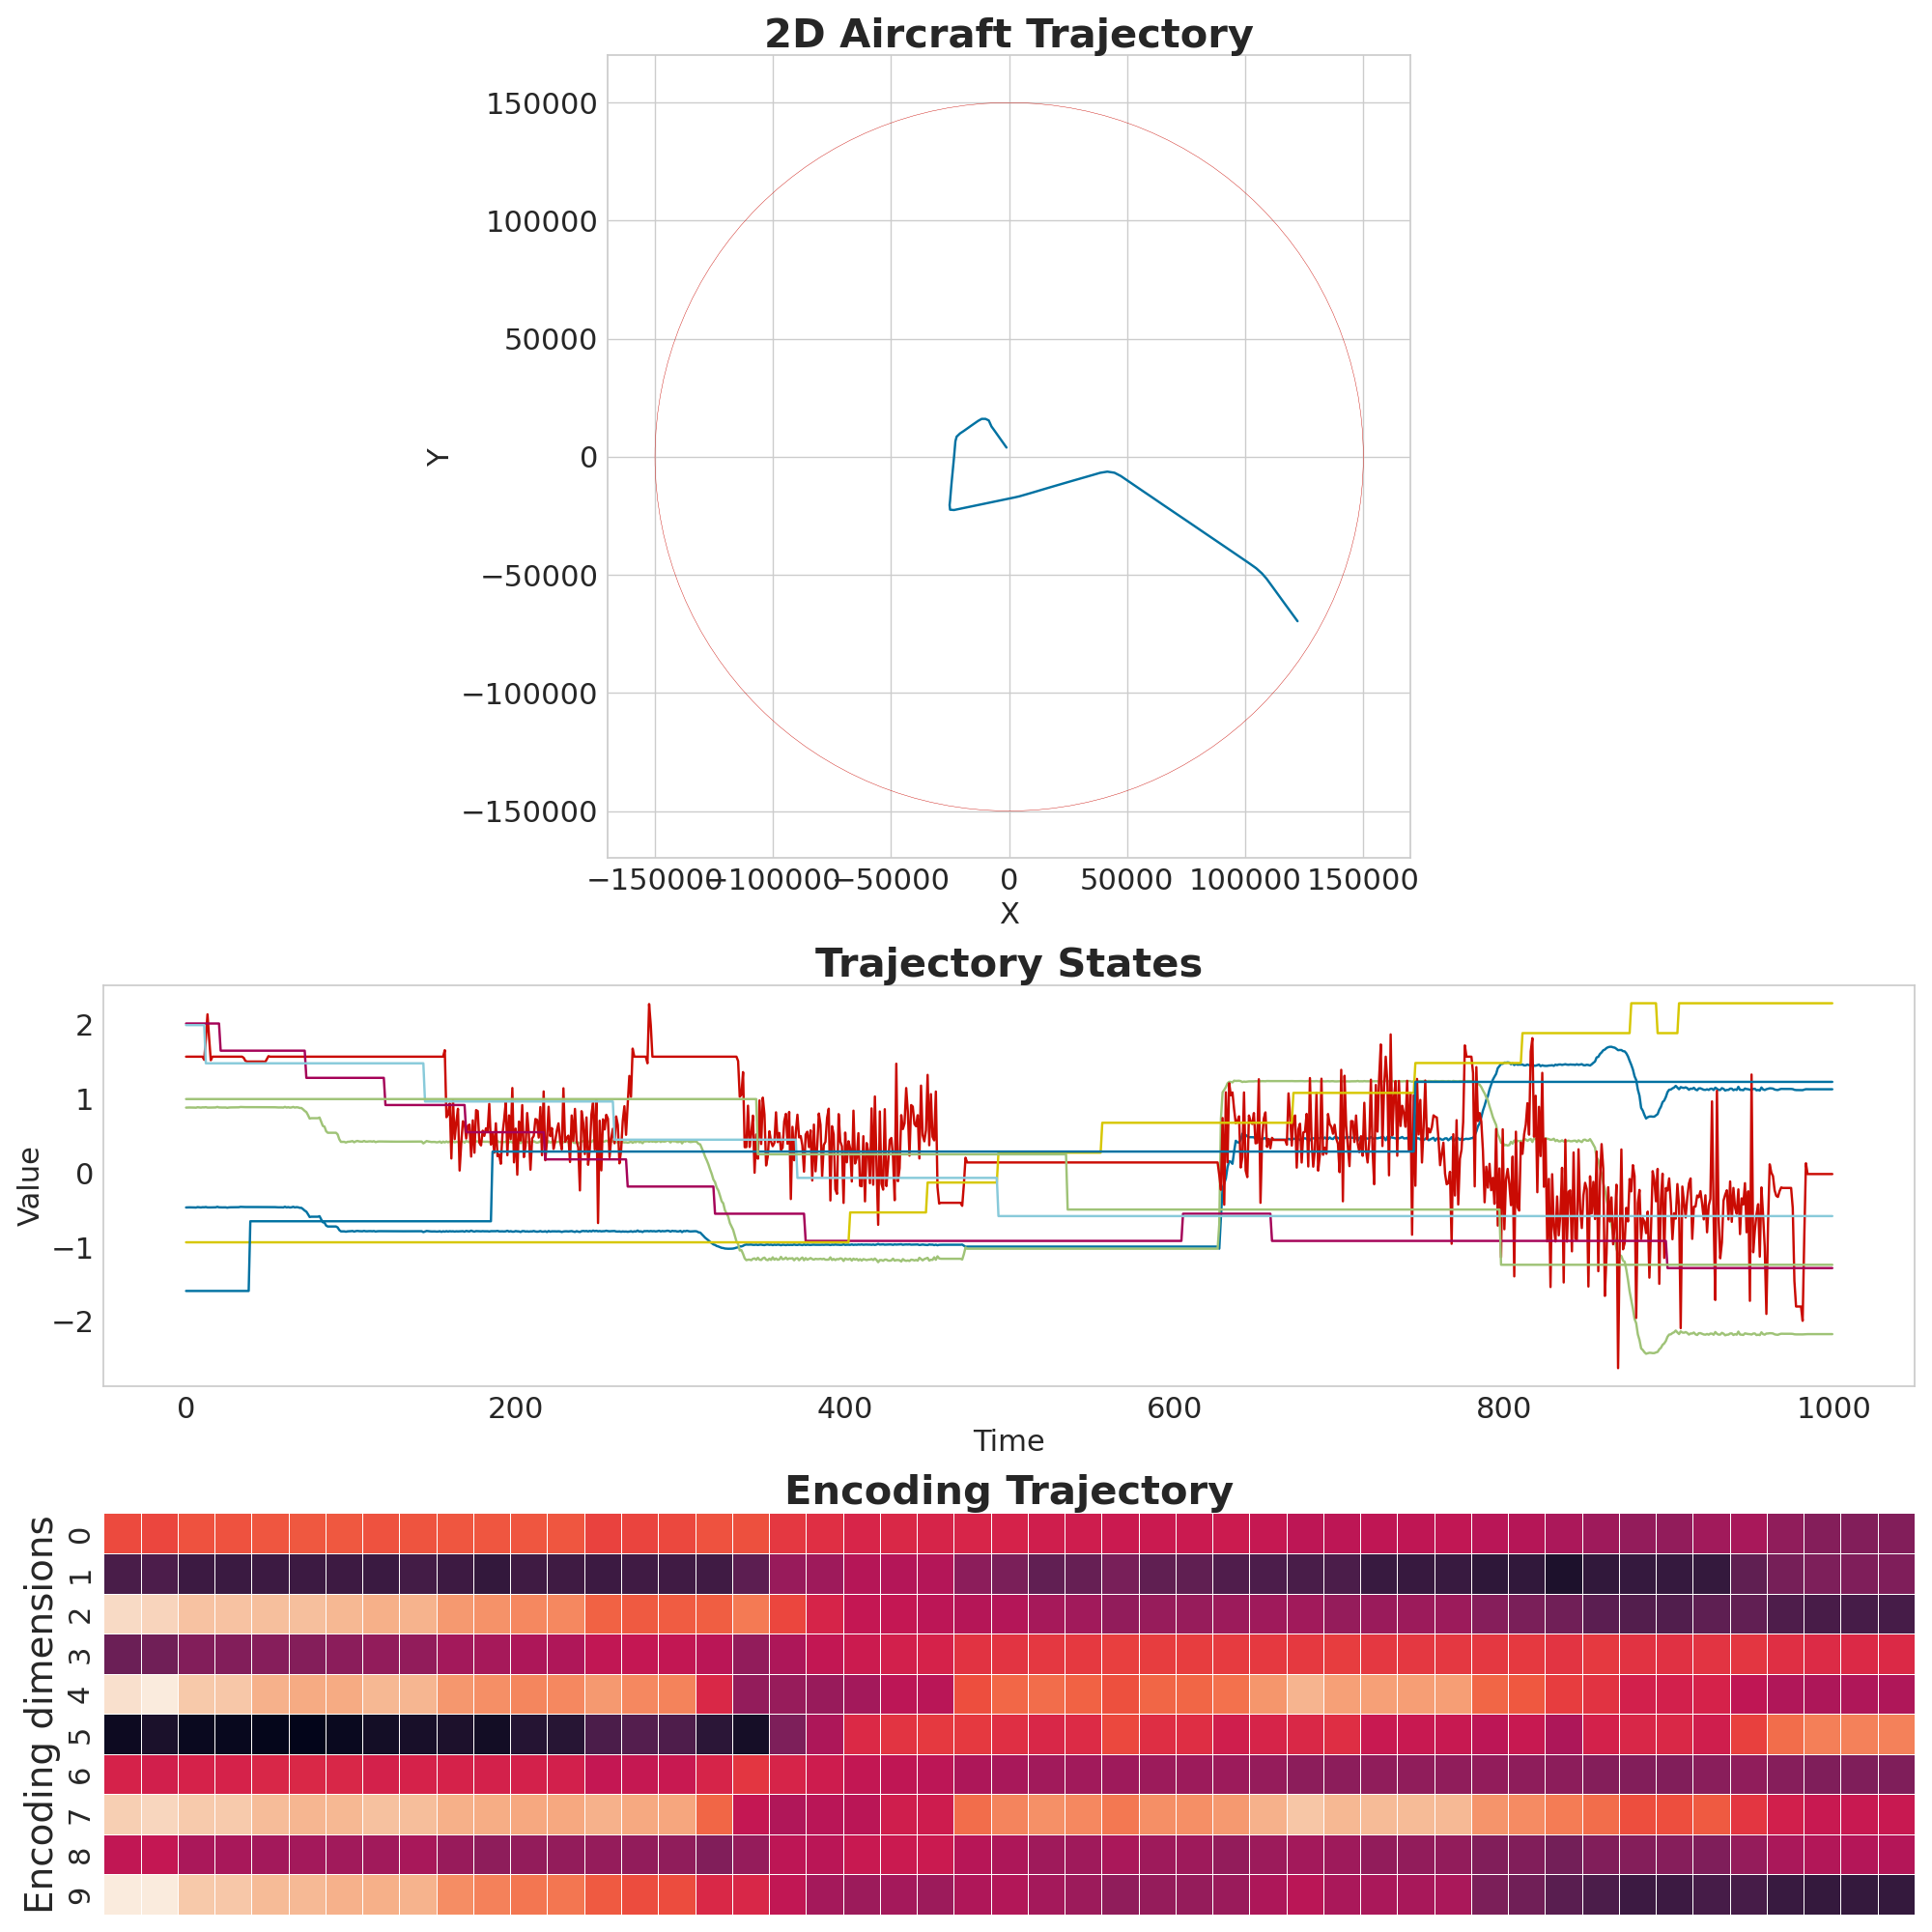 2D Aircraft Trajectory
150000
100000
50000
0
−50000
−100000
−150000
Y
−150000 −100000 −50000 0 50000 100000 150000
X
Trajectory States
2
1
0
−1
−2
Value
0 200 400 600 800 1000
Time
Encoding Trajectory
Encoding dimensions
0
1
2
3
4
5
6
7
8
9